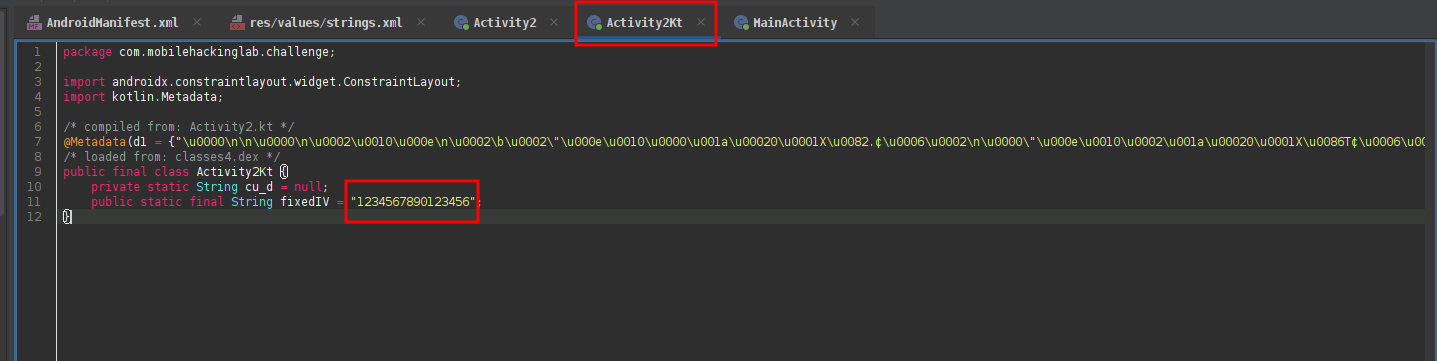 AndroidManifest.xml × res/values/strings.xml × Activity2 × Activity2Kt × MainActivity ×
1 package com.mobilehackinglab.challenge;
2
3 import androidx.constraintlayout.widget.ConstraintLayout;
4 import kotlin.Metadata;
5
6 /* compiled from: Activity2.kt */
7 @Metadata(d1 = {"\u0000\n\n\u0000\n\u0002\u0010\u000e\n\u0002\b\u0002\"\u000e\u0010\u0000\u001a\u00020\u0001X\u0082.¢\u0006\u0002\n\u0000\"\u000e\u0010\u0002\u001a\u00020\u0001X\u0086T¢\u0006\u00
8 /* loaded from: classes4.dex */
9 public final class Activity2Kt {
10 private static String cu_d = null;
11 public static final String fixedIV = "1234567890123456";
12 }